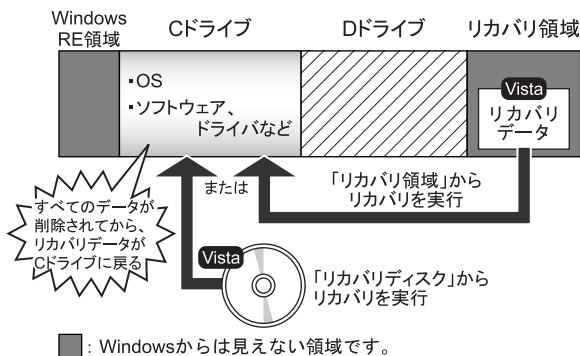 Windows
RE領域
Cドライブ
Dドライブ
リカバリ領域
・OS
・ソフトウェア、
ドライバなど
Vista
リカバリ
データ
または
「リカバリ領域」から
リカバリを実行
すべてのデータが
削除されてから、
リカバリデータが
Cドライブに戻る
Vista
「リカバリディスク」から
リカバリを実行
: Windowsからは見えない領域です。